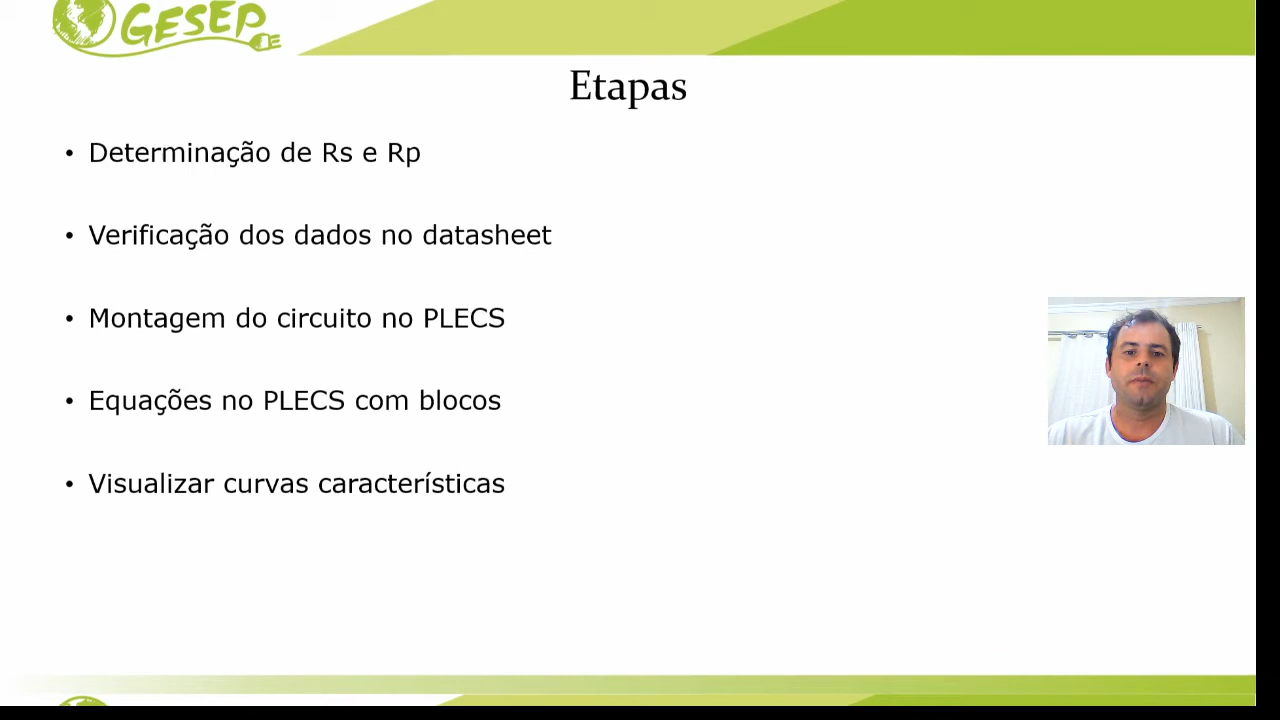 GESEP
Etapas
• Determinação de Rs e Rp
• Verificação dos dados no datasheet
• Montagem do circuito no PLECS
• Equações no PLECS com blocos
• Visualizar curvas características